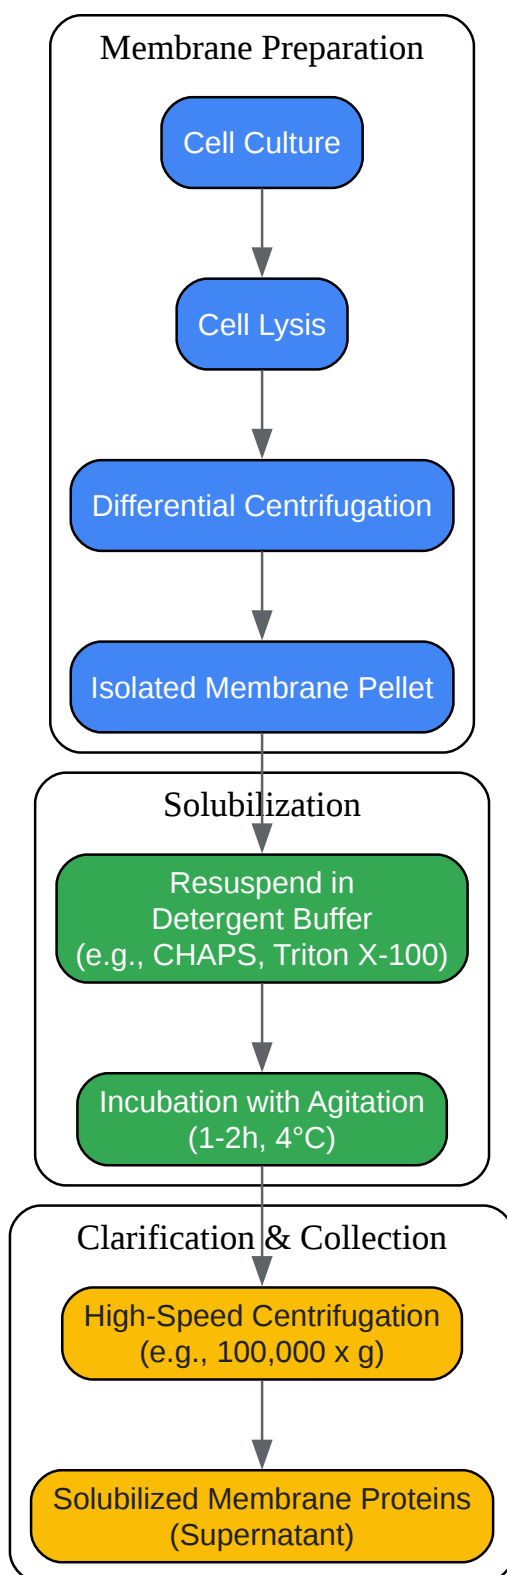 Membrane Preparation
Cell Culture
Cell Lysis
Differential Centrifugation
Isolated Membrane Pellet
Solubilization
Resuspend in
Detergent Buffer
(e.g., CHAPS, Triton X-100)
Incubation with Agitation
(1-2h, 4°C)
Clarification & Collection
High-Speed Centrifugation
(e.g., 100,000 x g)
Solubilized Membrane Proteins
(Supernatant)